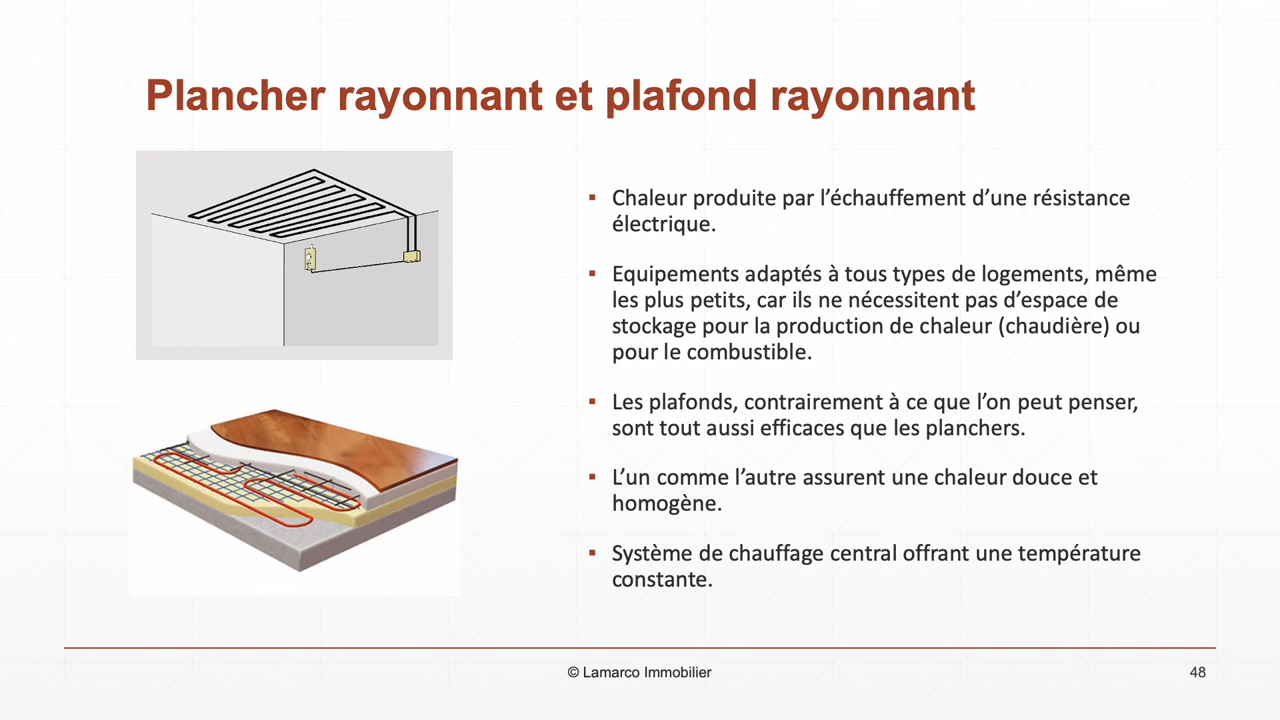 Plancher rayonnant et plafond rayonnant
▪ Chaleur produite par l’échauffement d’une résistance
électrique.
▪ Equipements adaptés à tous types de logements, même
les plus petits, car ils ne nécessitent pas d’espace de
stockage pour la production de chaleur (chaudière) ou
pour le combustible.
▪ Les plafonds, contrairement à ce que l’on peut penser,
sont tout aussi efficaces que les planchers.
▪ L’un comme l’autre assurent une chaleur douce et
homogène.
▪ Système de chauffage central offrant une température
constante.
© Lamarco Immobilier
48